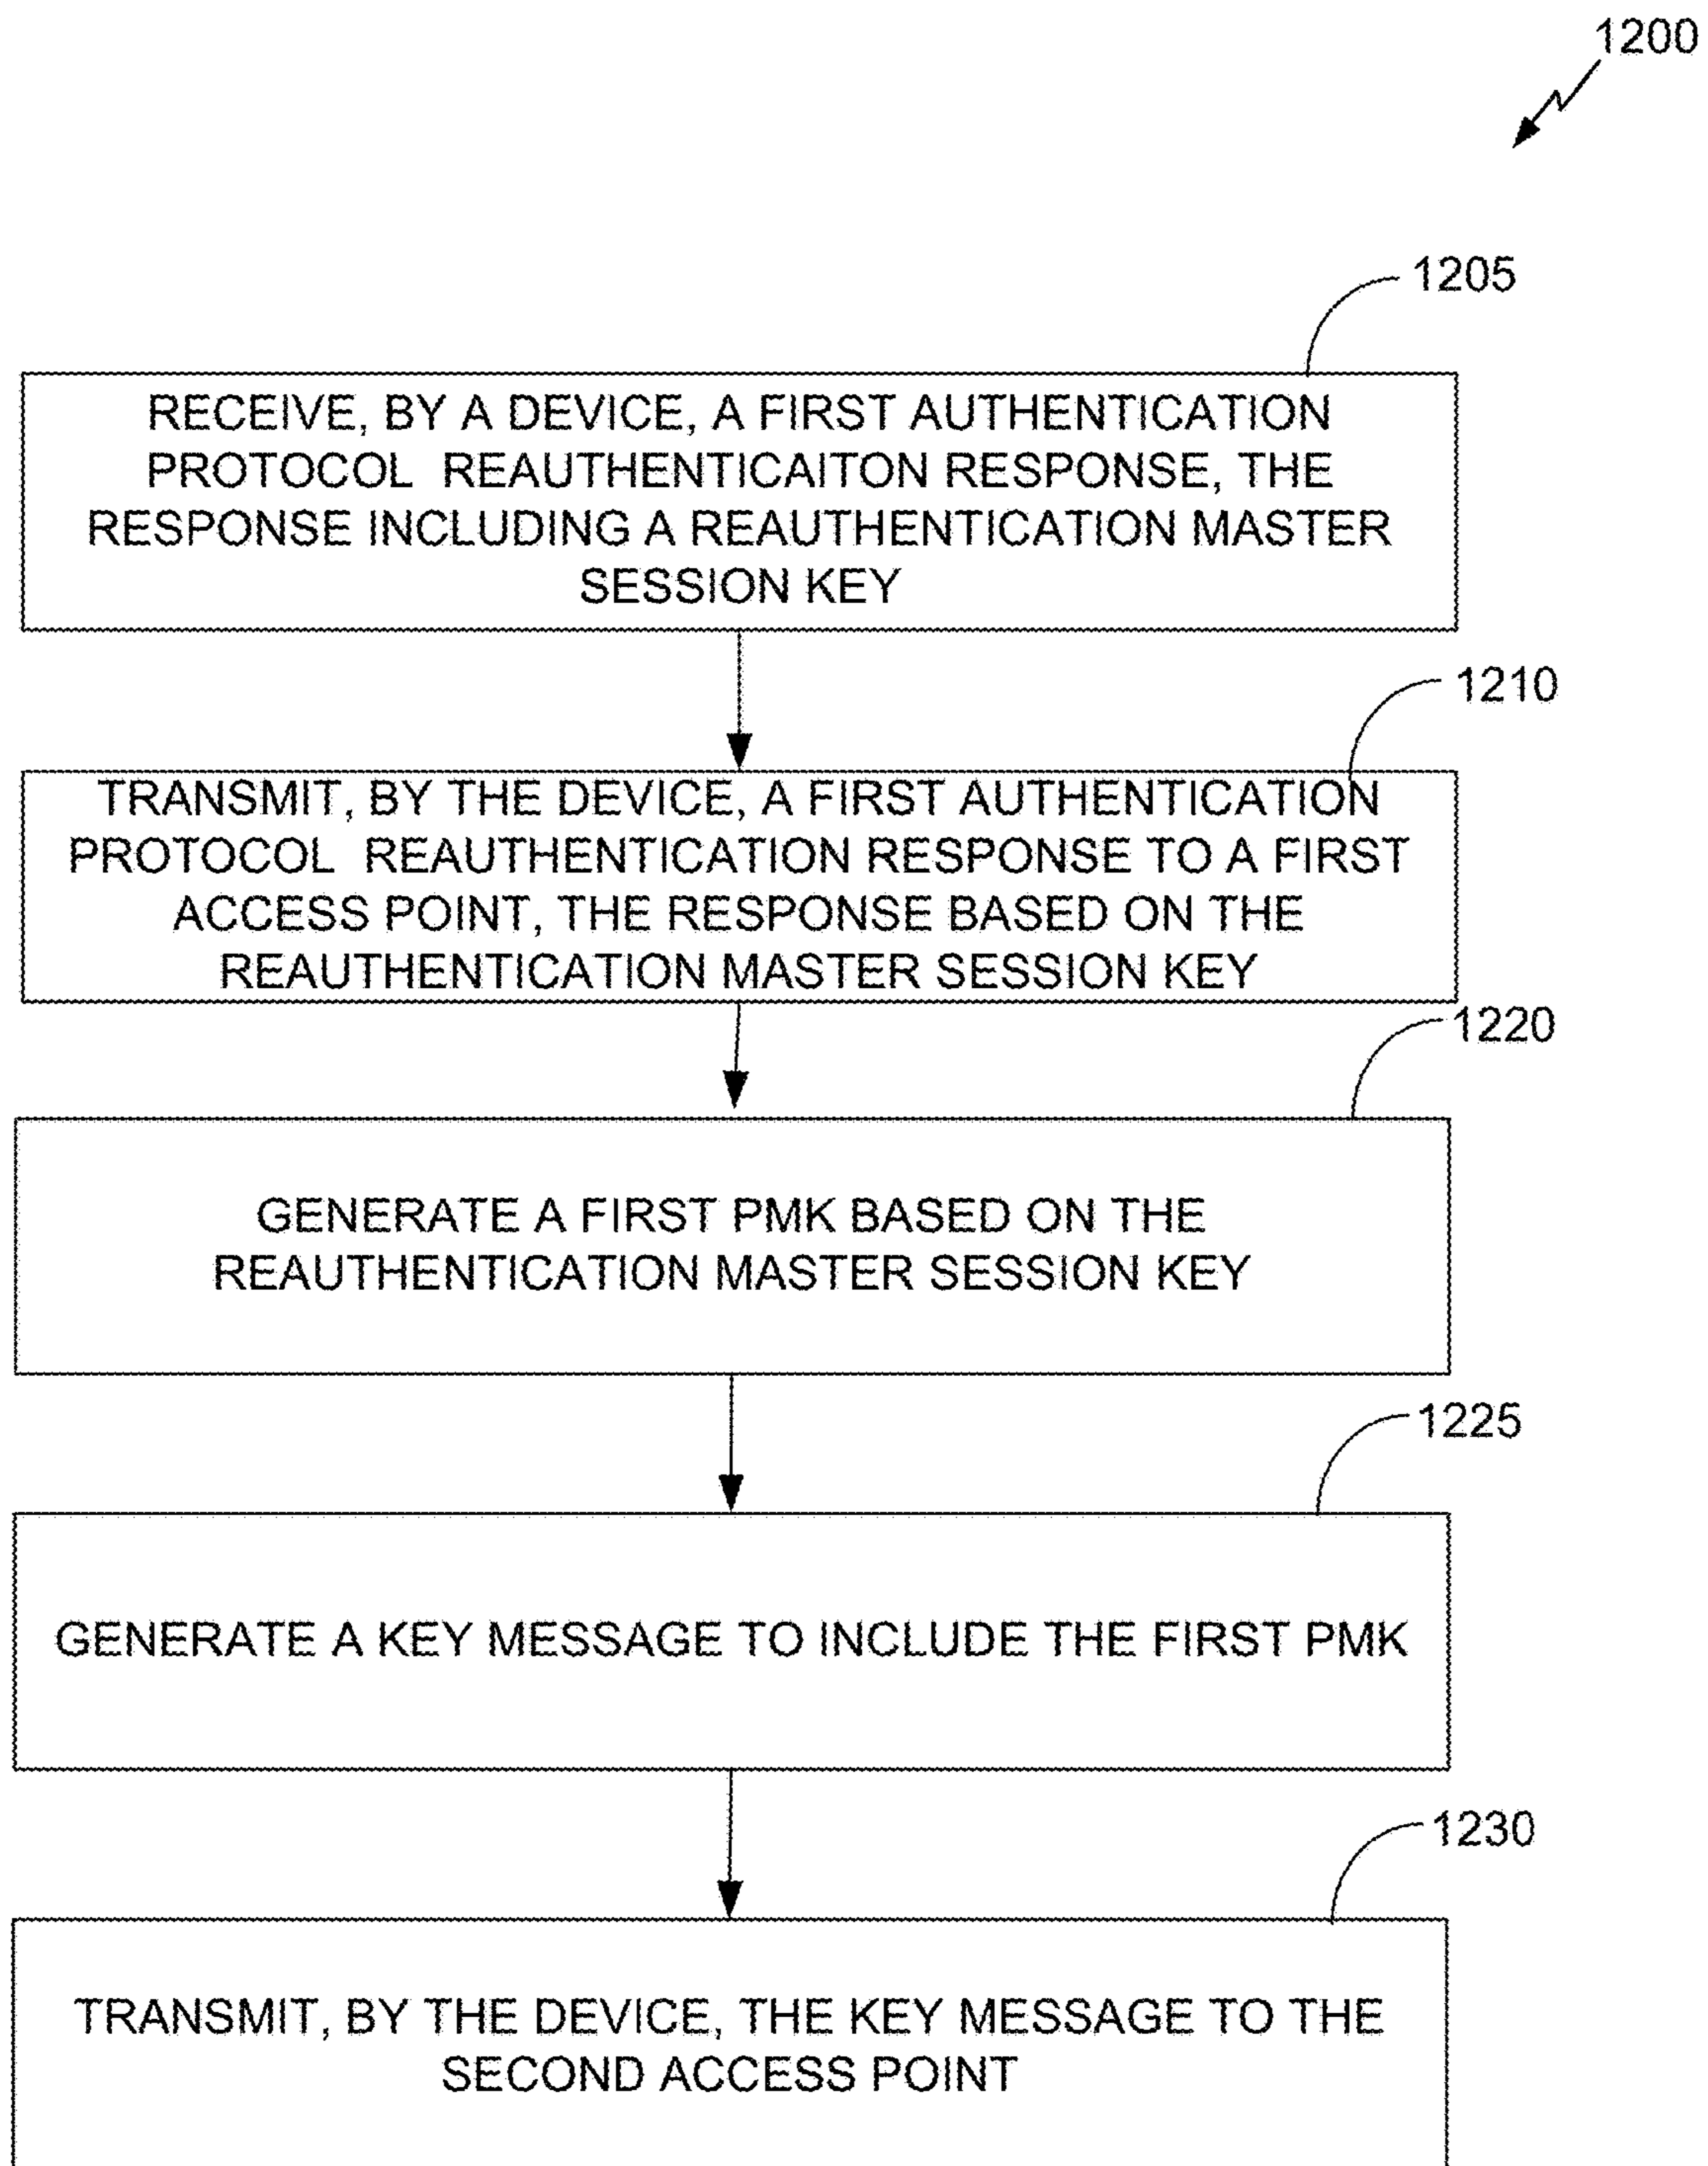 1200
1205
RECEIVE, BY A DEVICE, A FIRST AUTHENTICATION
PROTOCOL REAUTHENTICAITON RESPONSE, THE
RESPONSE INCLUDING A REAUTHENTICATION MASTER
SESSION KEY
1210
TRANSMIT, BY THE DEVICE, A FIRST AUTHENTICATION
PROTOCOL REAUTHENTICATION RESPONSE TO A FIRST
ACCESS POINT, THE RESPONSE BASED ON THE
REAUTHENTICATION MASTER SESSION KEY
1220
GENERATE A FIRST PMK BASED ON THE
REAUTHENTICATION MASTER SESSION KEY
1225
GENERATE A KEY MESSAGE TO INCLUDE THE FIRST PMK
1230
TRANSMIT, BY THE DEVICE, THE KEY MESSAGE TO THE
SECOND ACCESS POINT